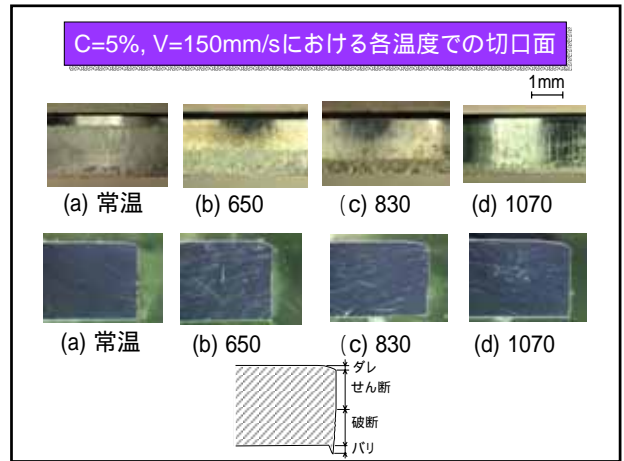 C=5%, V=150mm/sにおける各温度での切口面
1mm
(a) 常温 (b) 650 (c) 830 (d) 1070
(a) 常温 (b) 650 (c) 830 (d) 1070
ダレ
せん断
破断
バリ